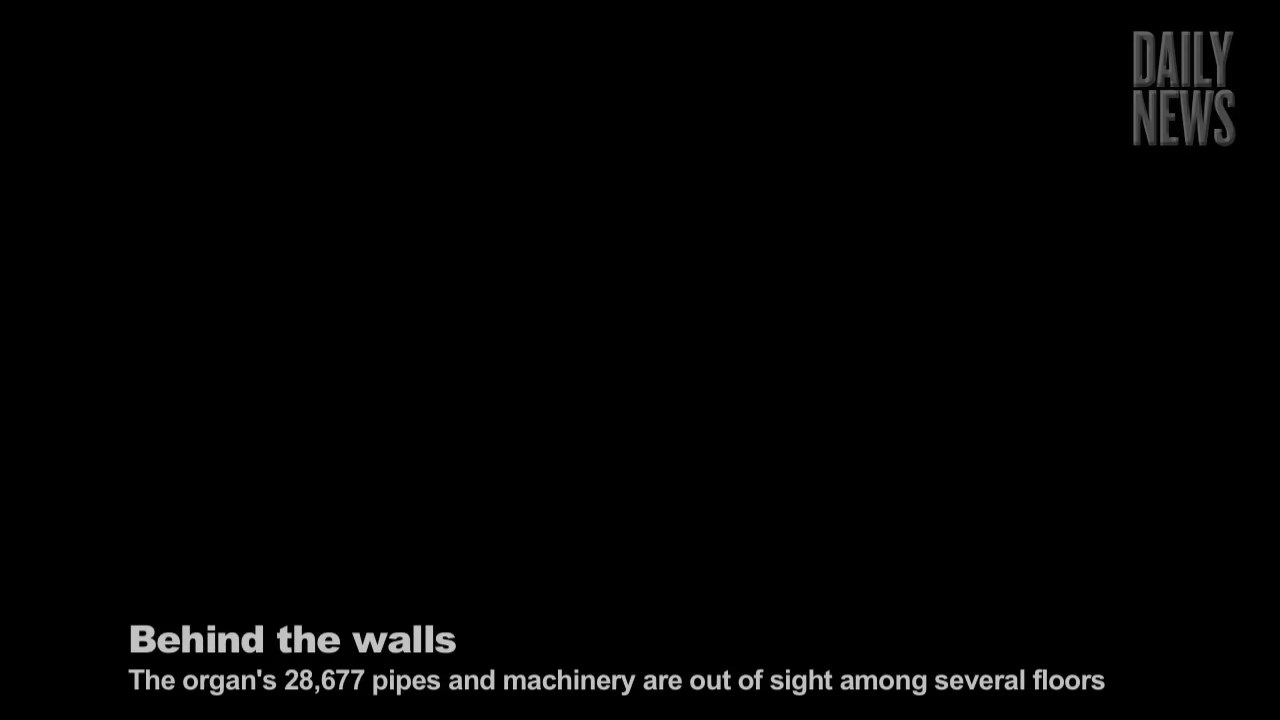 DAILY
NEWS
Behind the walls
The organ's 28,677 pipes and machinery are out of sight among several floors